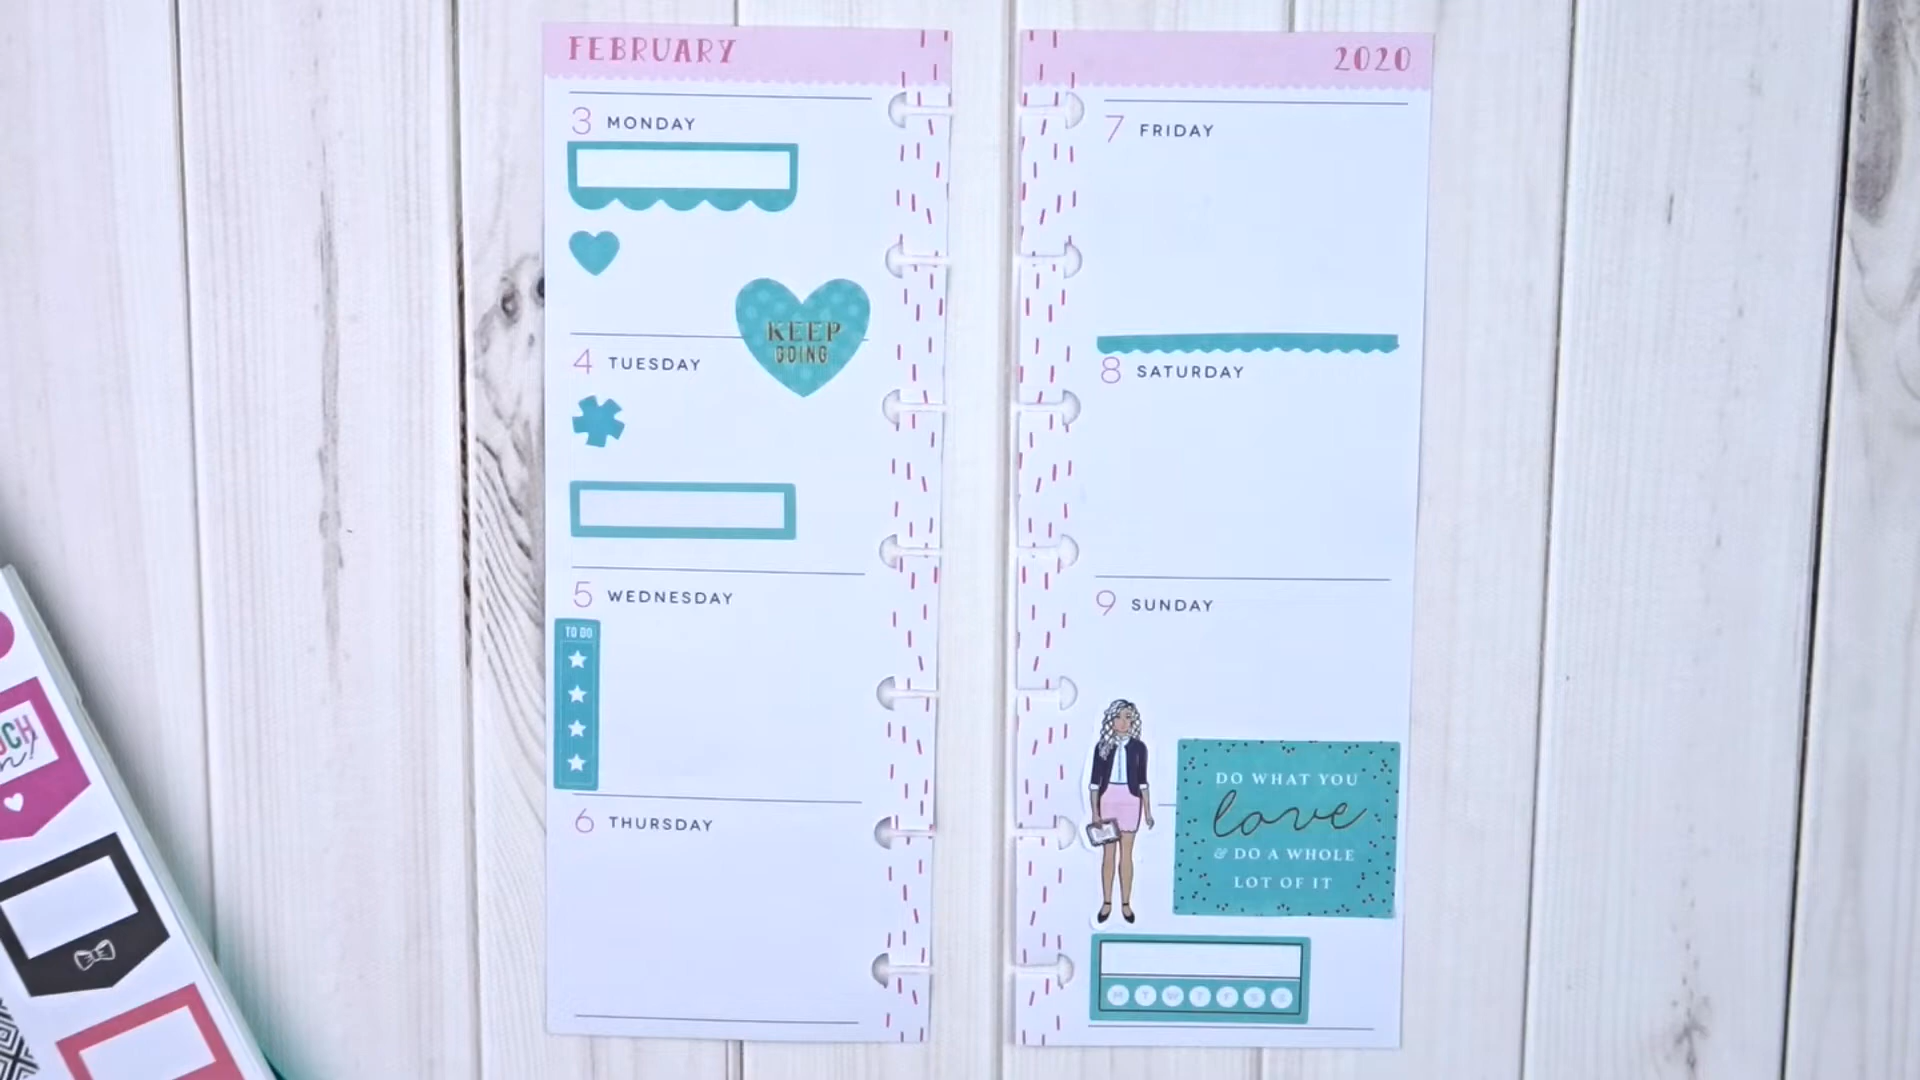 FEBRUARY
3 MONDAY
KEEP
GOING
4 TUESDAY
5 WEDNESDAY
TO DO
6 THURSDAY
2020
7 FRIDAY
8 SATURDAY
9 SUNDAY
DO WHAT YOU
love
& DO A WHOLE
LOT OF IT
M T W T F S S